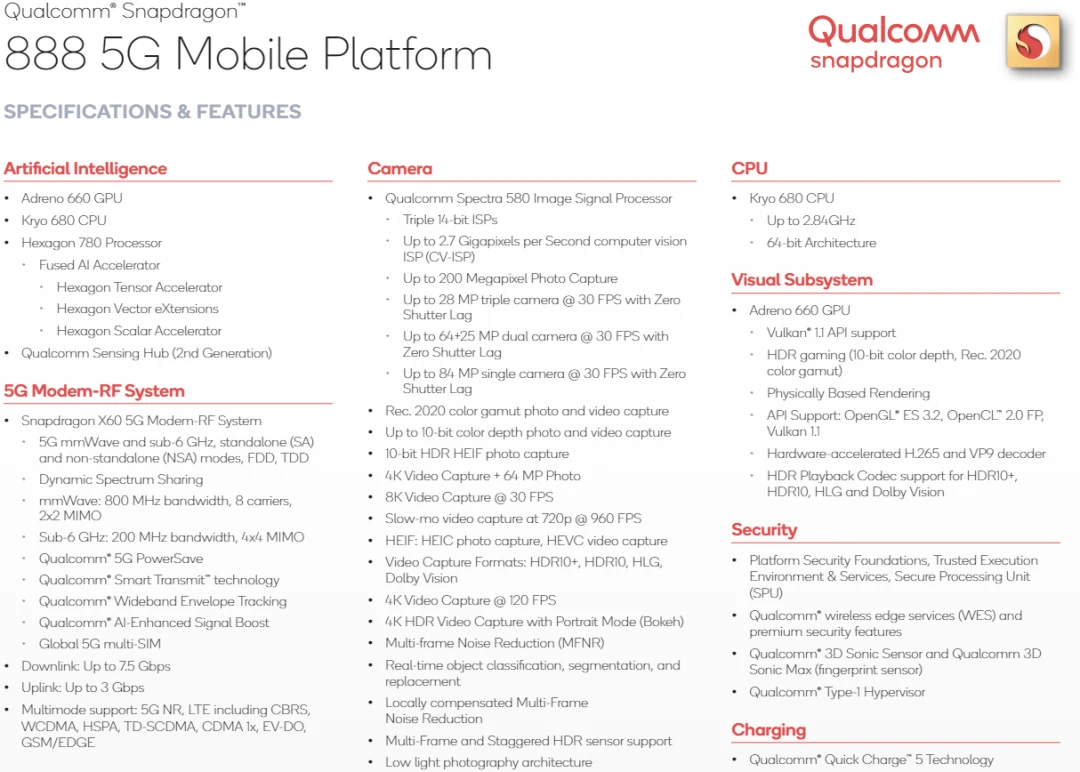 Qualcomm® Snapdragon™
888 5G Mobile Platform
Qualcomm
snapdragon
SPECIFICATIONS & FEATURES
Artificial Intelligence
• Adreno 660 GPU
• Kryo 680 CPU
• Hexagon 780 Processor
• Fused AI Accelerator
• Hexagon Tensor Accelerator
• Hexagon Vector eXtensions
• Hexagon Scalar Accelerator
• Qualcomm Sensing Hub (2nd Generation)
5G Modem-RF System
• Snapdragon X60 5G Modem-RF System
• 5G mmWave and sub-6 GHz, standalone (SA)
and non-standalone (NSA) modes, FDD, TDD
• Dynamic Spectrum Sharing
• mmWave: 800 MHz bandwidth, 8 carriers,
2x2 MIMO
• Sub-6 GHz: 200 MHz bandwidth, 4x4 MIMO
• Qualcomm® 5G PowerSave
• Qualcomm® Smart Transmit™ technology
• Qualcomm® Wideband Envelope Tracking
• Qualcomm® AI-Enhanced Signal Boost
• Global 5G multi-SIM
• Downlink: Up to 7.5 Gbps
• Uplink: Up to 3 Gbps
• Multimode support: 5G NR, LTE including CBRS,
WCDMA, HSPA, TD-SCDMA, CDMA 1x, EV-DO,
GSM/EDGE
Camera
• Qualcomm Spectra 580 Image Signal Processor
• Triple 14-bit ISPs
• Up to 2.7 Gigapixels per Second computer vision
ISP (CV-ISP)
• Up to 200 Megapixel Photo Capture
• Up to 28 MP triple camera @ 30 FPS with Zero
Shutter Lag
• Up to 64+25 MP dual camera @ 30 FPS with
Zero Shutter Lag
• Up to 84 MP single camera @ 30 FPS with Zero
Shutter Lag
• Rec. 2020 color gamut photo and video capture
• Up to 10-bit color depth photo and video capture
• 10-bit HDR HEIF photo capture
• 4K Video Capture + 64 MP Photo
• 8K Video Capture @ 30 FPS
• Slow-mo video capture at 720p @ 960 FPS
• HEIF: HEIC photo capture, HEVC video capture
• Video Capture Formats: HDR10+, HDR10, HLG,
Dolby Vision
• 4K Video Capture @ 120 FPS
• 4K HDR Video Capture with Portrait Mode (Bokeh)
• Multi-frame Noise Reduction (MFNR)
• Real-time object classification, segmentation, and
replacement
• Locally compensated Multi-Frame
Noise Reduction
• Multi-Frame and Staggered HDR sensor support
• Low light photography architecture
CPU
• Kryo 680 CPU
• Up to 2.84GHz
• 64-bit Architecture
Visual Subsystem
• Adreno 660 GPU
• Vulkan® 1.1 API support
• HDR gaming (10-bit color depth, Rec. 2020
color gamut)
• Physically Based Rendering
• API Support: OpenGL® ES 3.2, OpenCL™ 2.0 FP,
Vulkan 1.1
• Hardware-accelerated H.265 and VP9 decoder
• HDR Playback Codec support for HDR10+,
HDR10, HLG and Dolby Vision
Security
• Platform Security Foundations, Trusted Execution
Environment & Services, Secure Processing Unit
(SPU)
• Qualcomm® wireless edge services (WES) and
premium security features
• Qualcomm® 3D Sonic Sensor and Qualcomm 3D
Sonic Max (fingerprint sensor)
• Qualcomm® Type-1 Hypervisor
Charging
• Qualcomm® Quick Charge™ 5 Technology